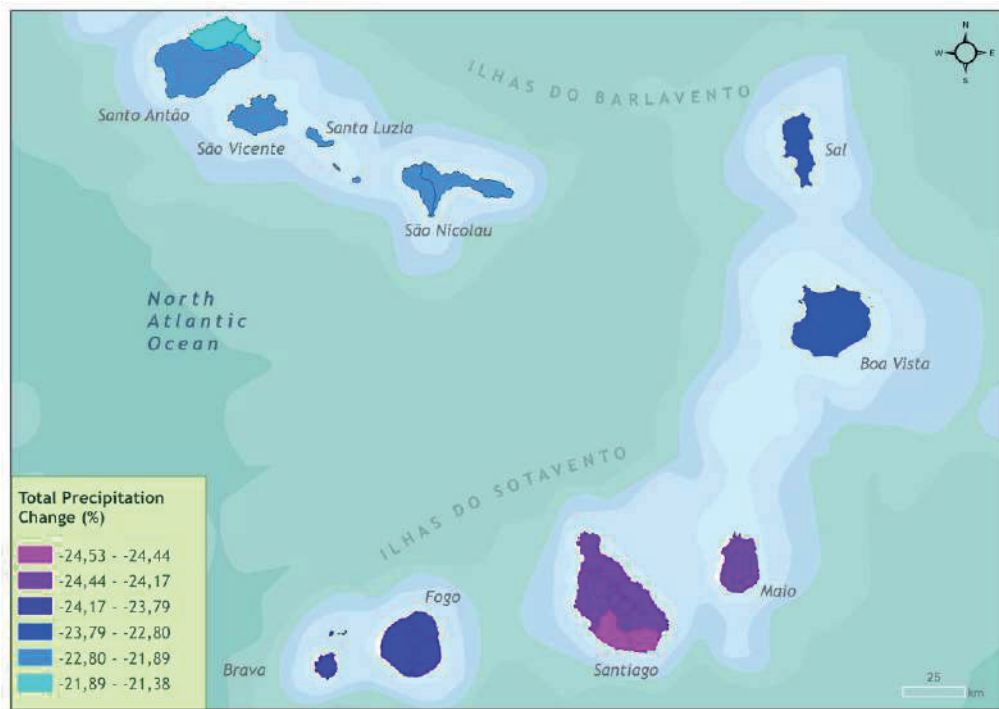 N
W E
S
ILHAS DO BARLAVENTO
Santo Antão
São Vicente
Santa Luzia
Sal
São Nicolau
North
Atlantic
Ocean
Boa Vista
ILHAS DO SOTAVENTO
Total Precipitation
Change (%)
-24,53 - -24,44
-24,44 - -24,17
-24,17 - -23,79
-23,79 - -22,80
-22,80 - -21,89
-21,89 - -21,38
Fogo
Maio
Brava
Santiago
25
km